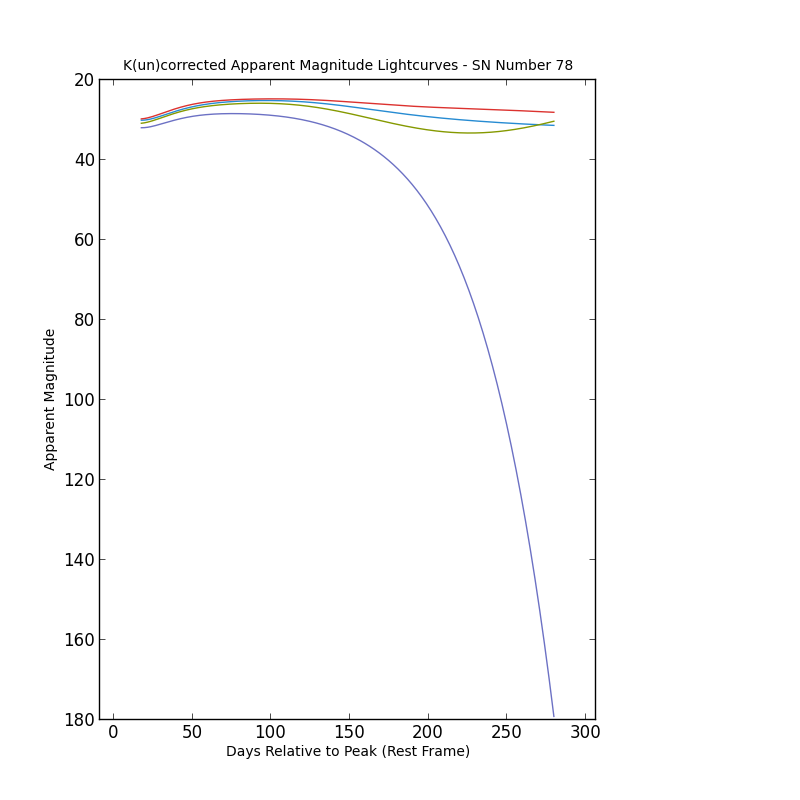 K(un)corrected Apparent Magnitude Lightcurves - SN Number 78
20
40
60
80
100
120
140
160
180
Apparent Magnitude
0 50 100 150 200 250 300
Days Relative to Peak (Rest Frame)